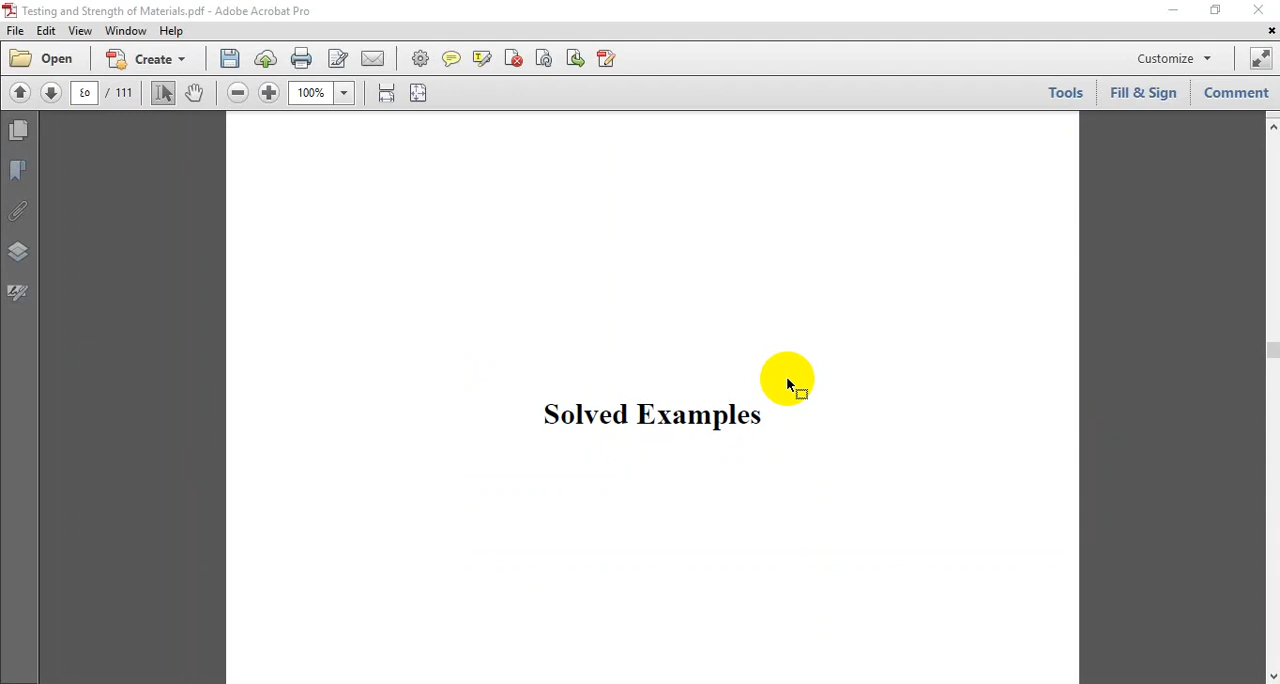 Testing and Strength of Materials.pdf - Adobe Acrobat Pro
File Edit View Window Help
Open Create Customize
٤٥ / 111 100% Tools Fill & Sign Comment
Solved Examples